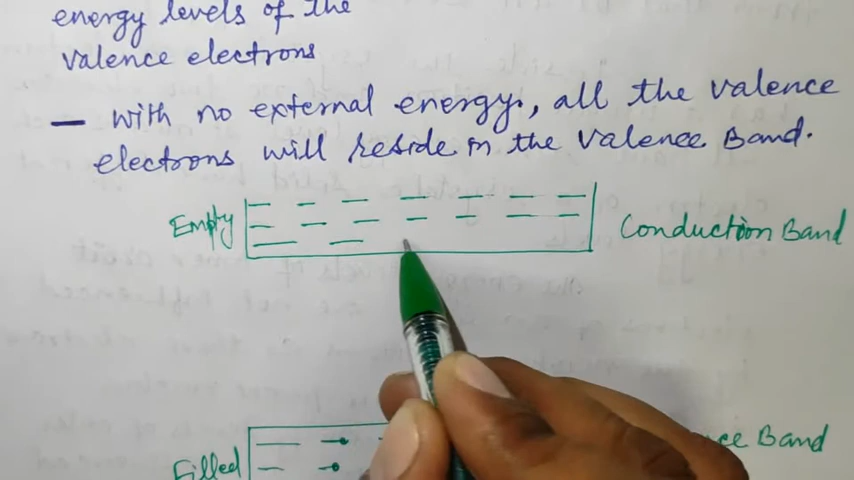 energy levels of the
valence electrons
— with no external energy, all the valence
electrons will reside in the valence Band.
Empty
Conduction Band
Filled
Band